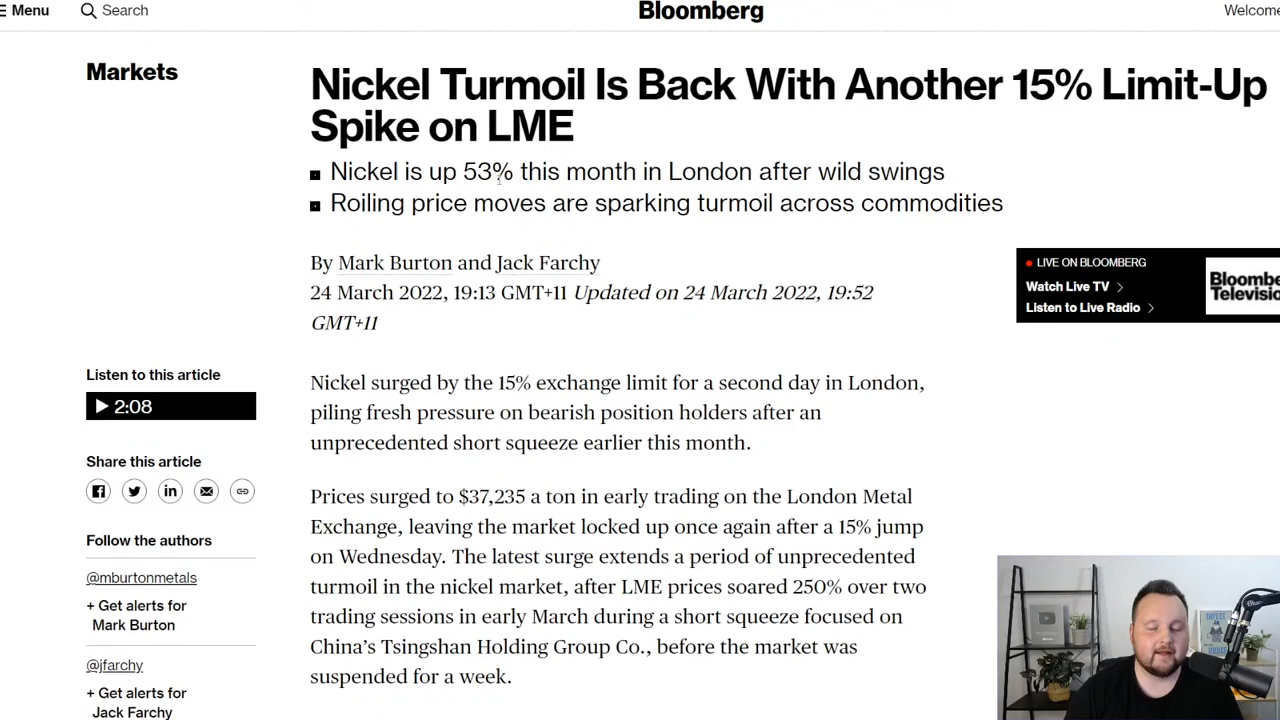 Menu
Search
Bloomberg
Welcome
Markets
Nickel Turmoil Is Back With Another 15% Limit-Up
Spike on LME
Nickel is up 53% this month in London after wild swings
Roiling price moves are sparking turmoil across commodities
By Mark Burton and Jack Farchy
24 March 2022, 19:13 GMT+11 Updated on 24 March 2022, 19:52
GMT+11
LIVE ON BLOOMBERG
Watch Live TV
Listen to Live Radio
Bloombe
Televisio
Listen to this article
2:08
Share this article
Follow the authors
@mburtonmetals
+ Get alerts for
Mark Burton
@jfarchy
+ Get alerts for
Jack Farchy
Nickel surged by the 15% exchange limit for a second day in London,
piling fresh pressure on bearish position holders after an
unprecedented short squeeze earlier this month.
Prices surged to $37,235 a ton in early trading on the London Metal
Exchange, leaving the market locked up once again after a 15% jump
on Wednesday. The latest surge extends a period of unprecedented
turmoil in the nickel market, after LME prices soared 250% over two
trading sessions in early March during a short squeeze focused on
China's Tsingshan Holding Group Co., before the market was
suspended for a week.